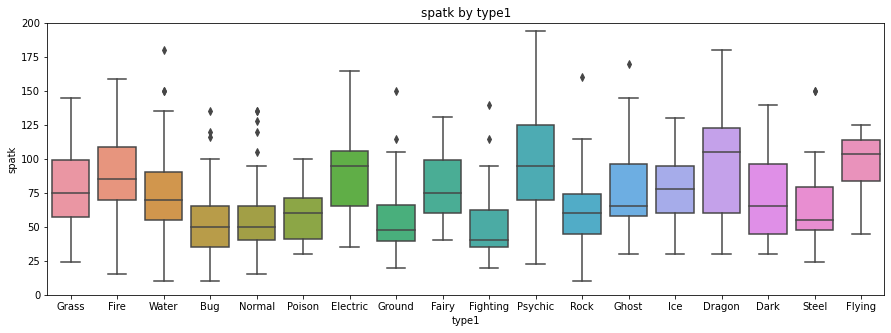 spatk by type1
spatk
200
175
150
125
100
75
50
25
0
Grass Fire Water Bug Normal Poison Electric Ground Fairy Fighting Psychic Rock Ghost Ice Dragon Dark Steel Flying
type1